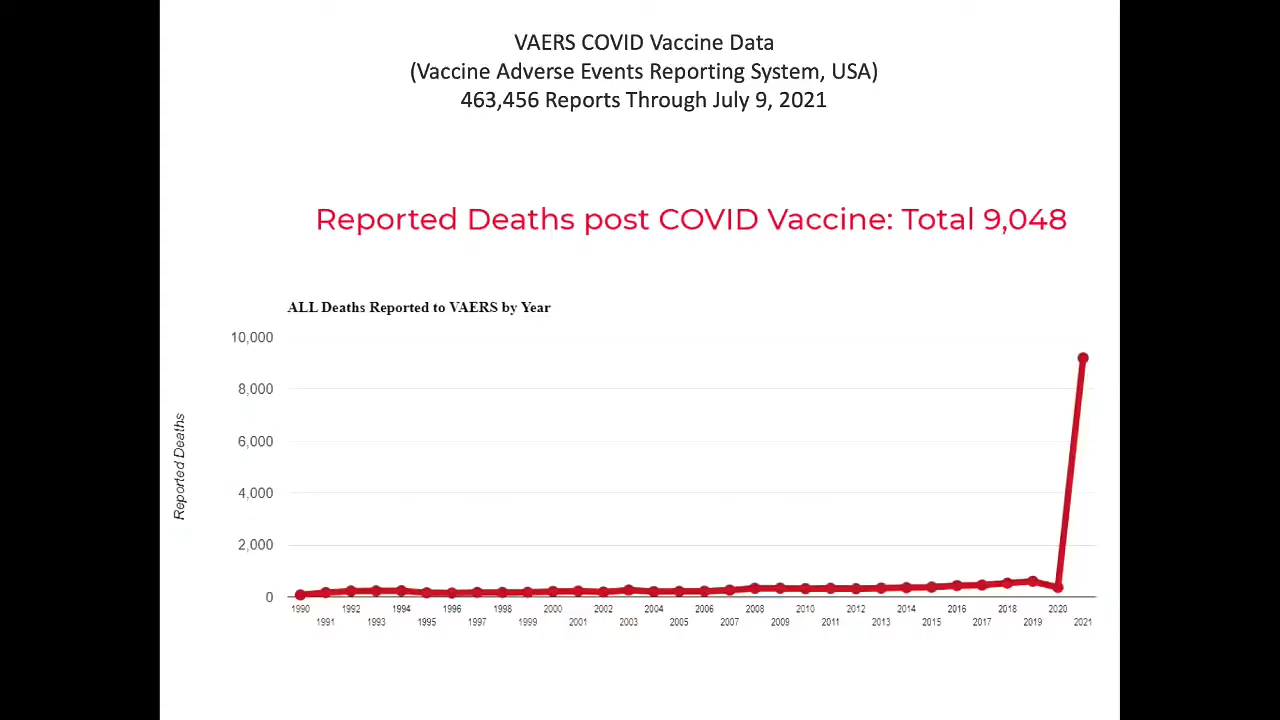 VAERS COVID Vaccine Data
(Vaccine Adverse Events Reporting System, USA)
463,456 Reports Through July 9, 2021
Reported Deaths post COVID Vaccine: Total 9,048
ALL Deaths Reported to VAERS by Year
10,000
8,000
6,000
4,000
2,000
0
Reported Deaths
1990 1992 1994 1996 1998 2000 2002 2004 2006 2008 2010 2012 2014 2016 2018 2020
1991 1993 1995 1997 1999 2001 2003 2005 2007 2009 2011 2013 2015 2017 2019 2021